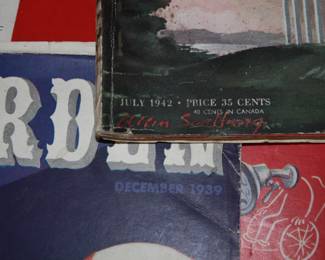 JULY 1942 • PRICE 35 CENTS
40 CENTS IN CANADA
RDEN
DECEMBER 1939